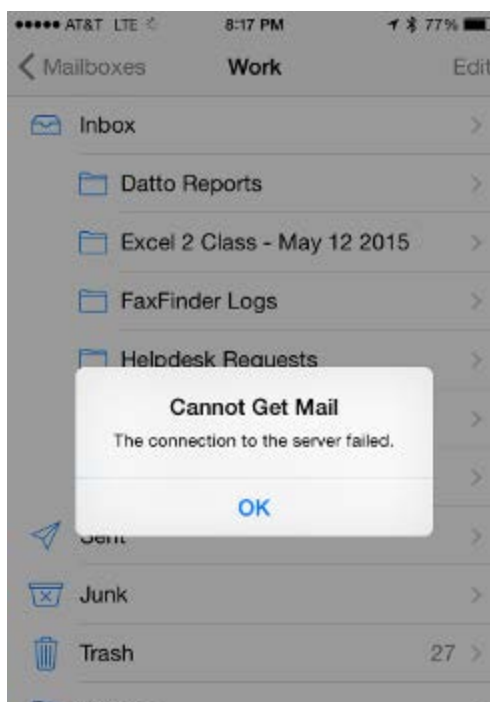 AT&T LTE 8:17 PM 77%
Mailboxes Work Edit
Inbox
Datto Reports
Excel 2 Class - May 12 2015
FaxFinder Logs
Helpdesk Requests
Cannot Get Mail
The connection to the server failed.
OK
Sent
Junk
Trash 27